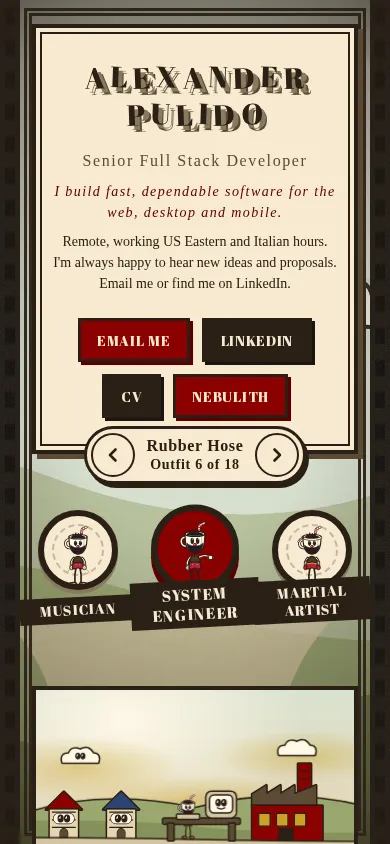 ALEXANDER
PULIDO
Senior Full Stack Developer
I build fast, dependable software for the
web, desktop and mobile.
Remote, working US Eastern and Italian hours.
I'm always happy to hear new ideas and proposals.
Email me or find me on LinkedIn.
EMAIL ME
LINKEDIN
CV
NEBULITH
Rubber Hose
Outfit 6 of 18
MUSICIAN
SYSTEM
ENGINEER
MARTIAL
ARTIST